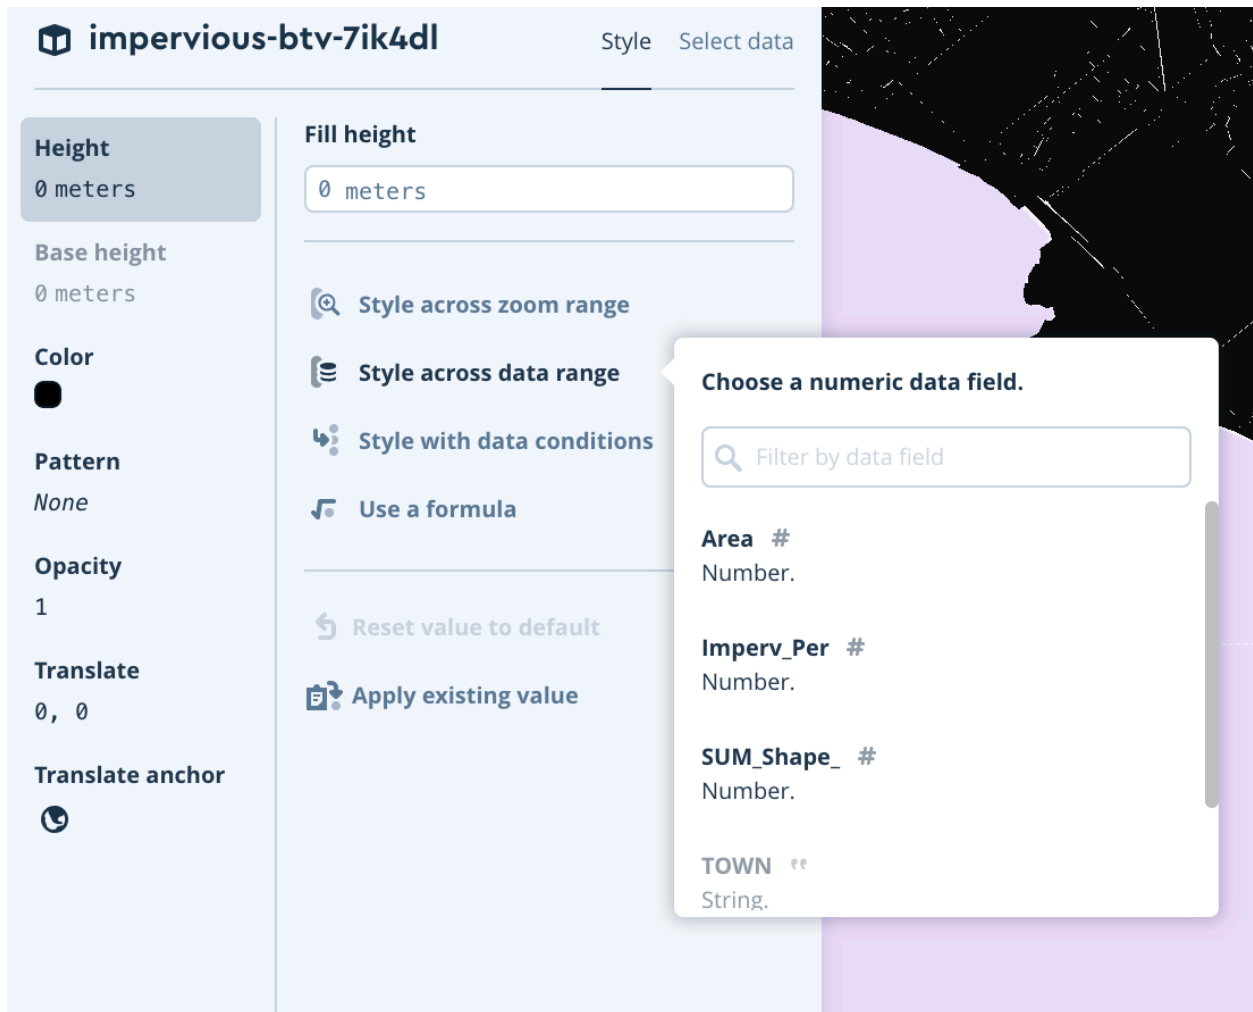 impervious-btv-7ik4dl
Style
Select data
Height
0 meters
Base height
0 meters
Color
Pattern
None
Opacity
1
Translate
0, 0
Translate anchor
Fill height
0 meters
Style across zoom range
Style across data range
Style with data conditions
Use a formula
Reset value to default
Apply existing value
Choose a numeric data field.
Filter by data field
Area #
Number.
Imperv_Per #
Number.
SUM_Shape_ #
Number.
TOWN ❞
String.